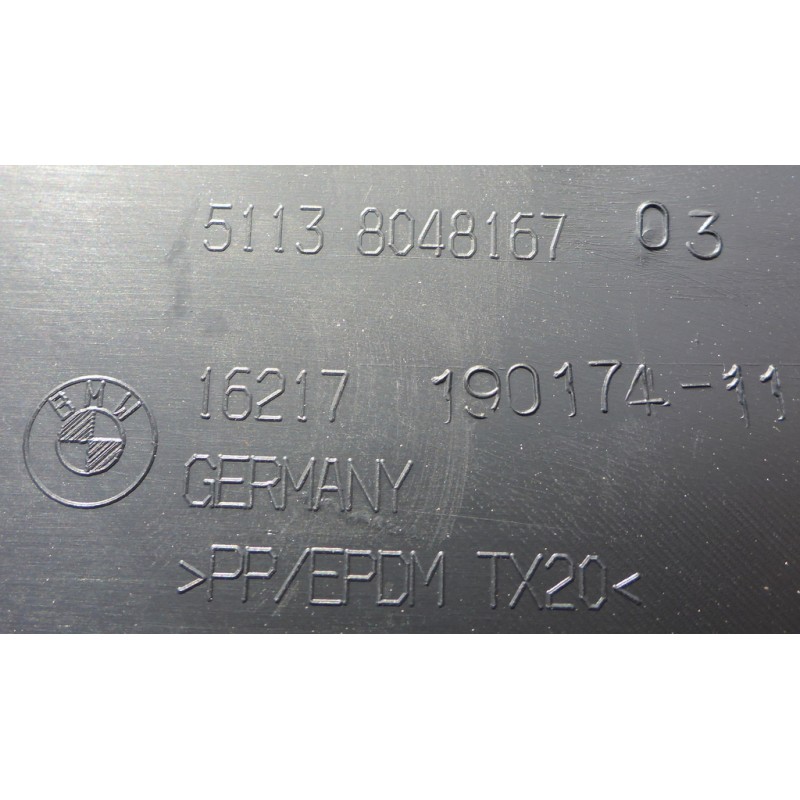 5113 8048167 03
BMW
16217 190174-11
GERMANY
>PP/EPDM TX20<